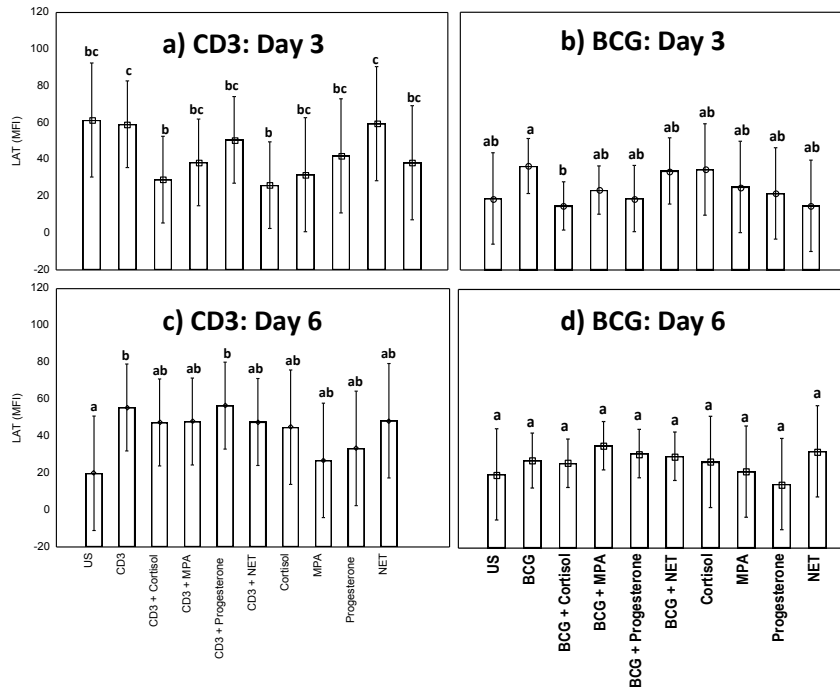 a) CD3: Day 3
LAT (MFI)
120
100
80
60
40
20
0
-20
bc c b bc bc b bc bc c bc
b) BCG: Day 3
ab a b ab ab ab ab ab ab ab
c) CD3: Day 6
LAT (MFI)
120
100
80
60
40
20
0
-20
a b ab ab b ab ab ab ab ab
US
CD3
CD3 + Cortisol
CD3 + MPA
CD3 + Progesterone
CD3 + NET
Cortisol
MPA
Progesterone
NET
d) BCG: Day 6
a a a a a a a a a a
US
BCG
BCG + Cortisol
BCG + MPA
BCG + Progesterone
BCG + NET
Cortisol
MPA
Progesterone
NET